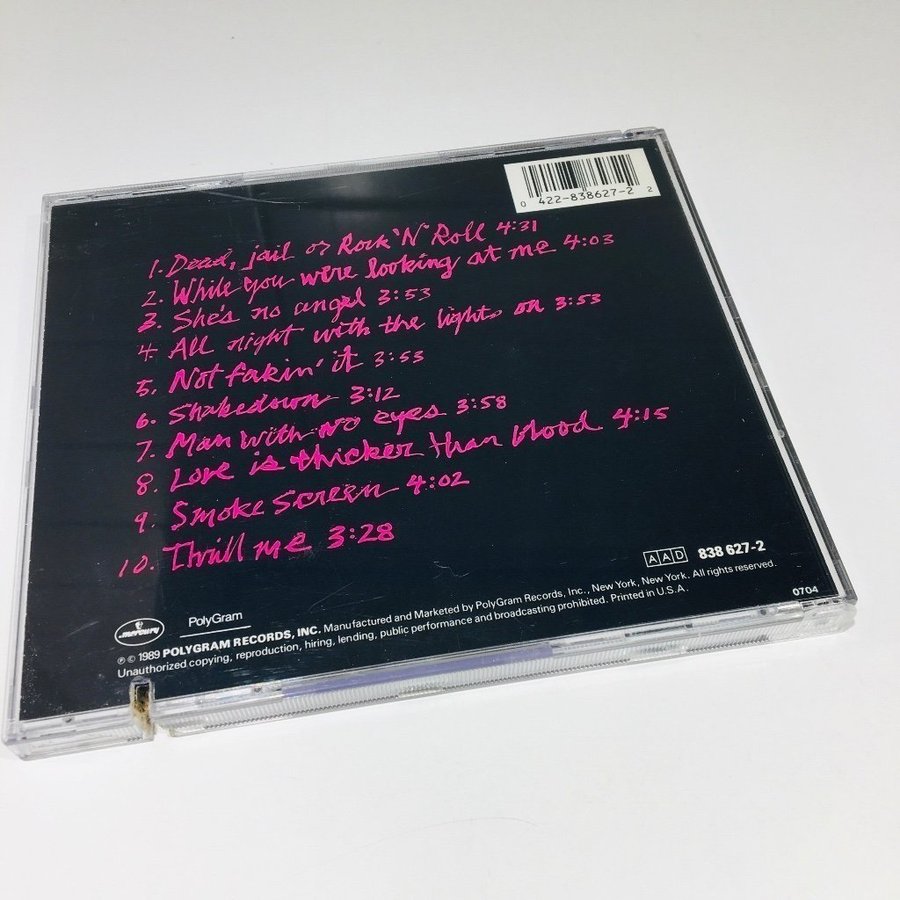 0 422-838627-2 2
1. Dead, jail or Rock 'N' Roll 4:31
2. While you were looking at me 4:03
3. She's no angel 3:53
4. All night with the lights on 3:53
5. Not fakin' it 3:53
6. Shakedown 3:12
7. Man with no eyes 3:58
8. Love is thicker than blood 4:15
9. Smoke Screen 4:02
10. Thrill me 3:28
AAD 838 627-2
mercury PolyGram
℗ © 1989 POLYGRAM RECORDS, INC. Manufactured and Marketed by PolyGram Records, Inc., New York, New York. All rights reserved.
Unauthorized copying, reproduction, hiring, lending, public performance and broadcasting prohibited. Printed in U.S.A.
0704